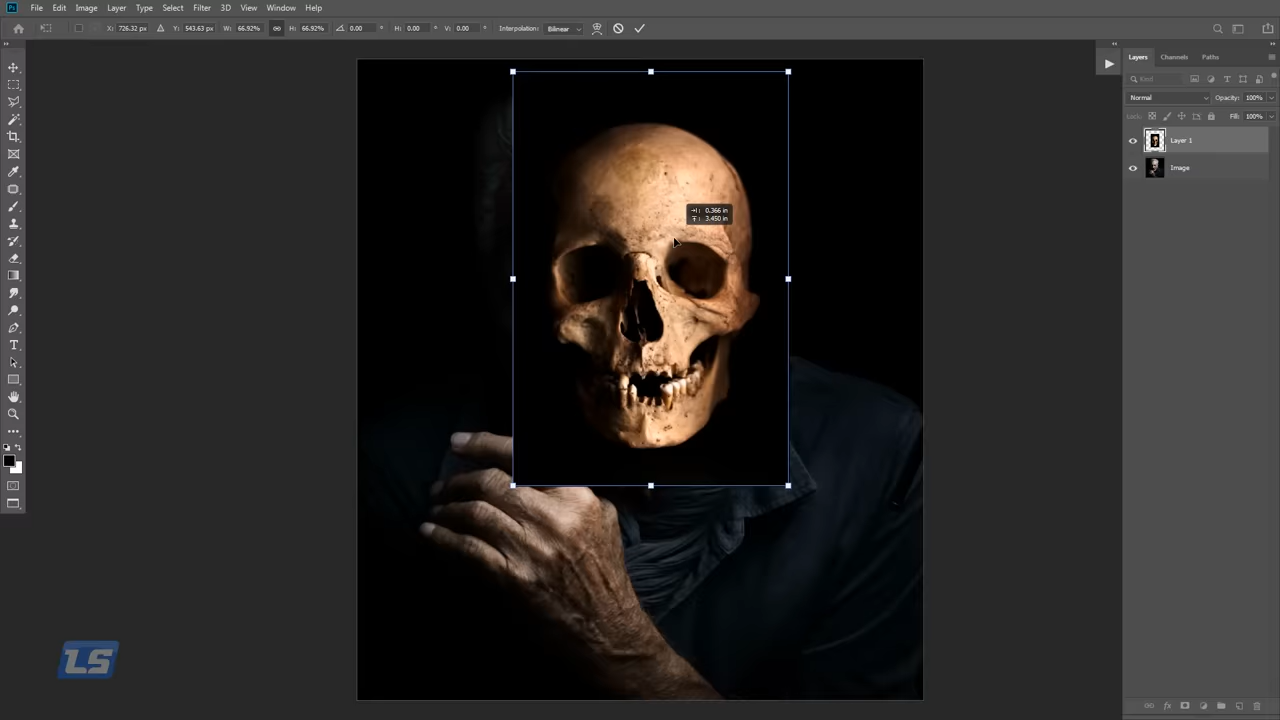 Ps File Edit Image Layer Type Select Filter 3D View Window Help
X: 726.32 px Y: 543.63 px W: 66.92% H: 66.92% 0.00 ° H: 0.00 ° V: 0.00 ° Interpolation: Bilinear
Layers Channels Paths
Kind
Normal Opacity: 100%
Lock: Fill: 100%
Layer 1
Image
0.366 in
3.450 in
T
LS